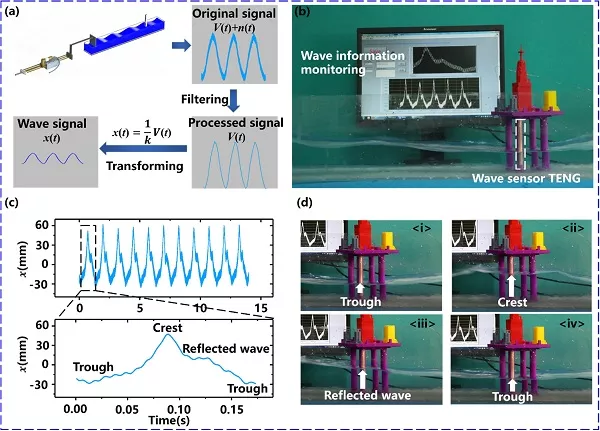 (a)
Original signal
V(t)+n(t)
Filtering
Processed signal
V(t)
x(t)=1/k V(t)
Transforming
Wave signal
x(t)
(b)
Wave information
monitoring
Wave sensor TENG
(c)
x(mm)
60
30
0
-30
0
5
10
15
x(mm)
60
30
0
-30
Crest
Trough
Reflected wave
Trough
0.00
0.05
0.10
0.15
Time(s)
(d)
<i>
Trough
<ii>
Crest
<iii>
Reflected wave
<iv>
Trough